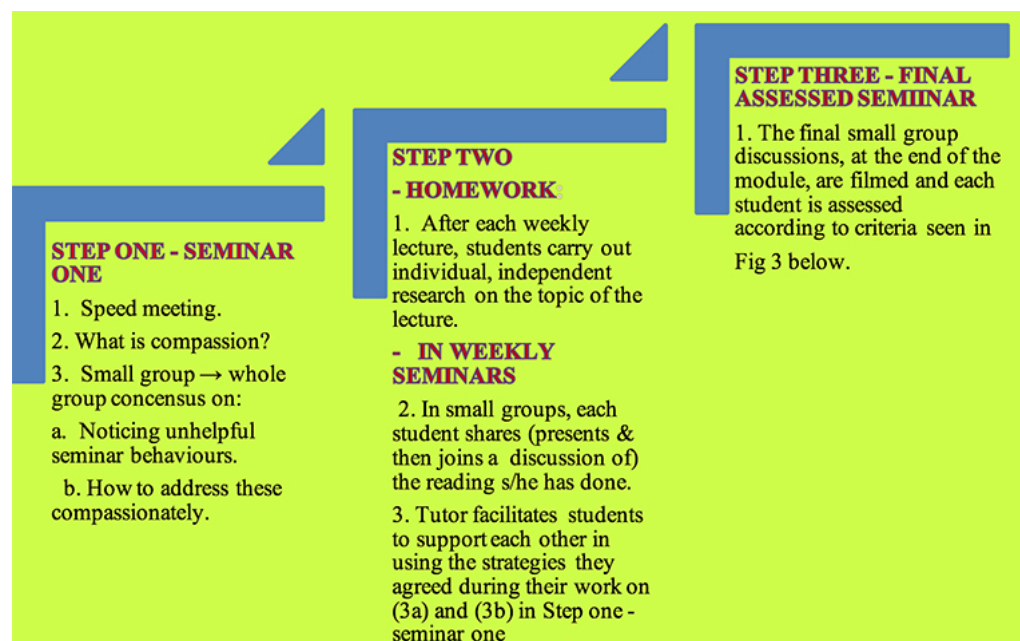 STEP ONE - SEMINAR
ONE
1. Speed meeting.
2. What is compassion?
3. Small group → whole
group concensus on:
a. Noticing unhelpful
seminar behaviours.
b. How to address these
compassionately.
STEP TWO
- HOMEWORK:
1. After each weekly
lecture, students carry out
individual, independent
research on the topic of the
lecture.
- IN WEEKLY
SEMINARS
2. In small groups, each
student shares (presents &
then joins a discussion of)
the reading s/he has done.
3. Tutor facilitates students
to support each other in
using the strategies they
agreed during their work on
(3a) and (3b) in Step one -
seminar one
STEP THREE - FINAL
ASSESSED SEMIINAR
1. The final small group
discussions, at the end of the
module, are filmed and each
student is assessed
according to criteria seen in
Fig 3 below.